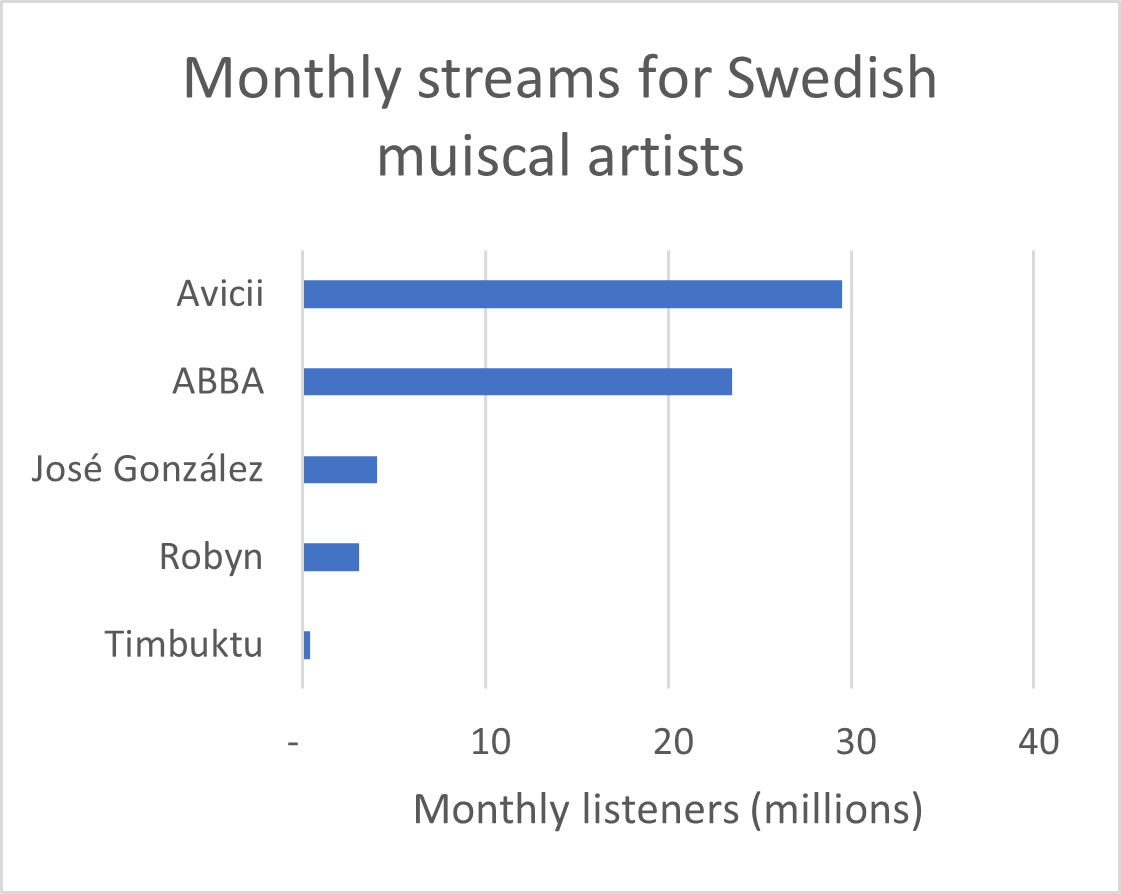 Monthly streams for Swedish
muiscal artists
Avicii
ABBA
José González
Robyn
Timbuktu
- 10 20 30 40
Monthly listeners (millions)